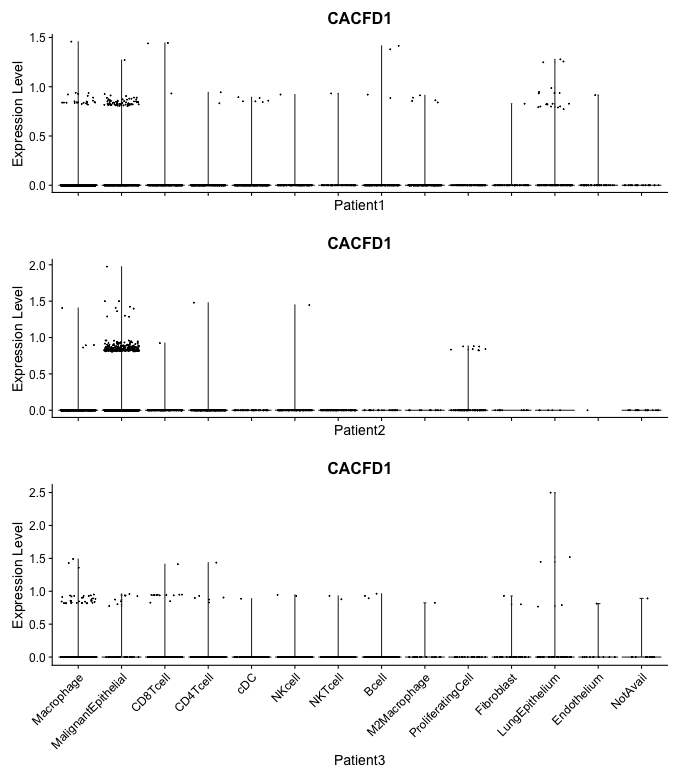 CACFD1
Expression Level
1.5
1.0
0.5
0.0
Patient1
CACFD1
Expression Level
2.0
1.5
1.0
0.5
0.0
Patient2
CACFD1
Expression Level
2.5
2.0
1.5
1.0
0.5
0.0
Macrophage
MalignantEpithelial
CD8Tcell
CD4Tcell
cDC
NKcell
NKTcell
Bcell
M2Macrophage
ProliferatingCell
Fibroblast
LungEpithelium
Endothelium
NotAvail
Patient3